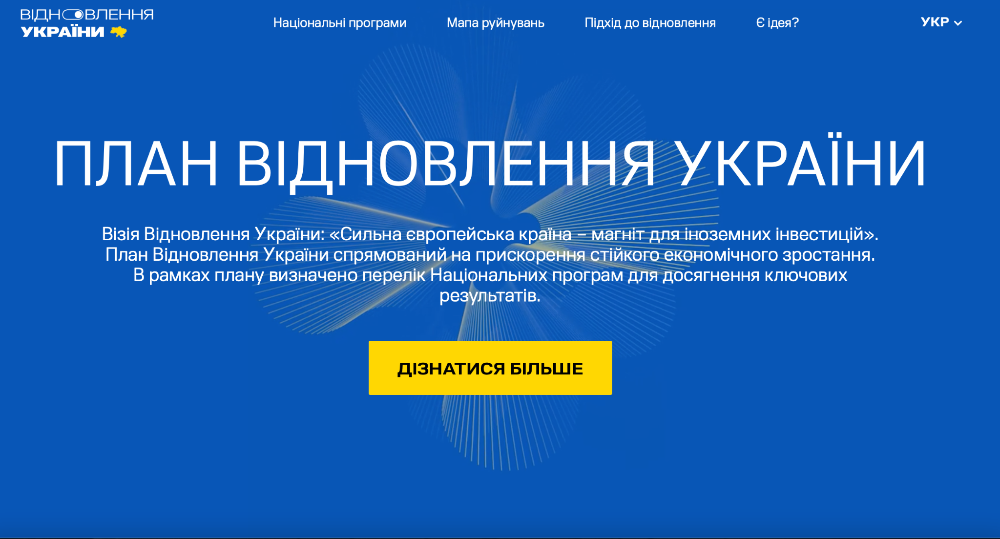 ВІДНОВЛЕННЯ
УКРАЇНИ
Національні програми
Мапа руйнувань
Підхід до відновлення
Є ідея?
УКР
ПЛАН ВІДНОВЛЕННЯ УКРАЇНИ
Візія Відновлення України: «Сильна європейська країна – магніт для іноземних інвестицій».
План Відновлення України спрямований на прискорення стійкого економічного зростання.
В рамках плану визначено перелік Національних програм для досягнення ключових
результатів.
ДІЗНАТИСЯ БІЛЬШЕ